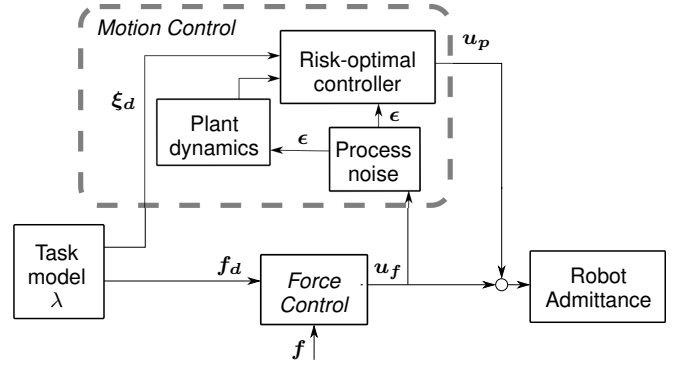 Motion Control
u_p
Risk-optimal
controller
ξ_d
ϵ
Plant
dynamics
ϵ
Process
noise
Task
model
λ
f_d
Force
Control
u_f
Robot
Admittance
f